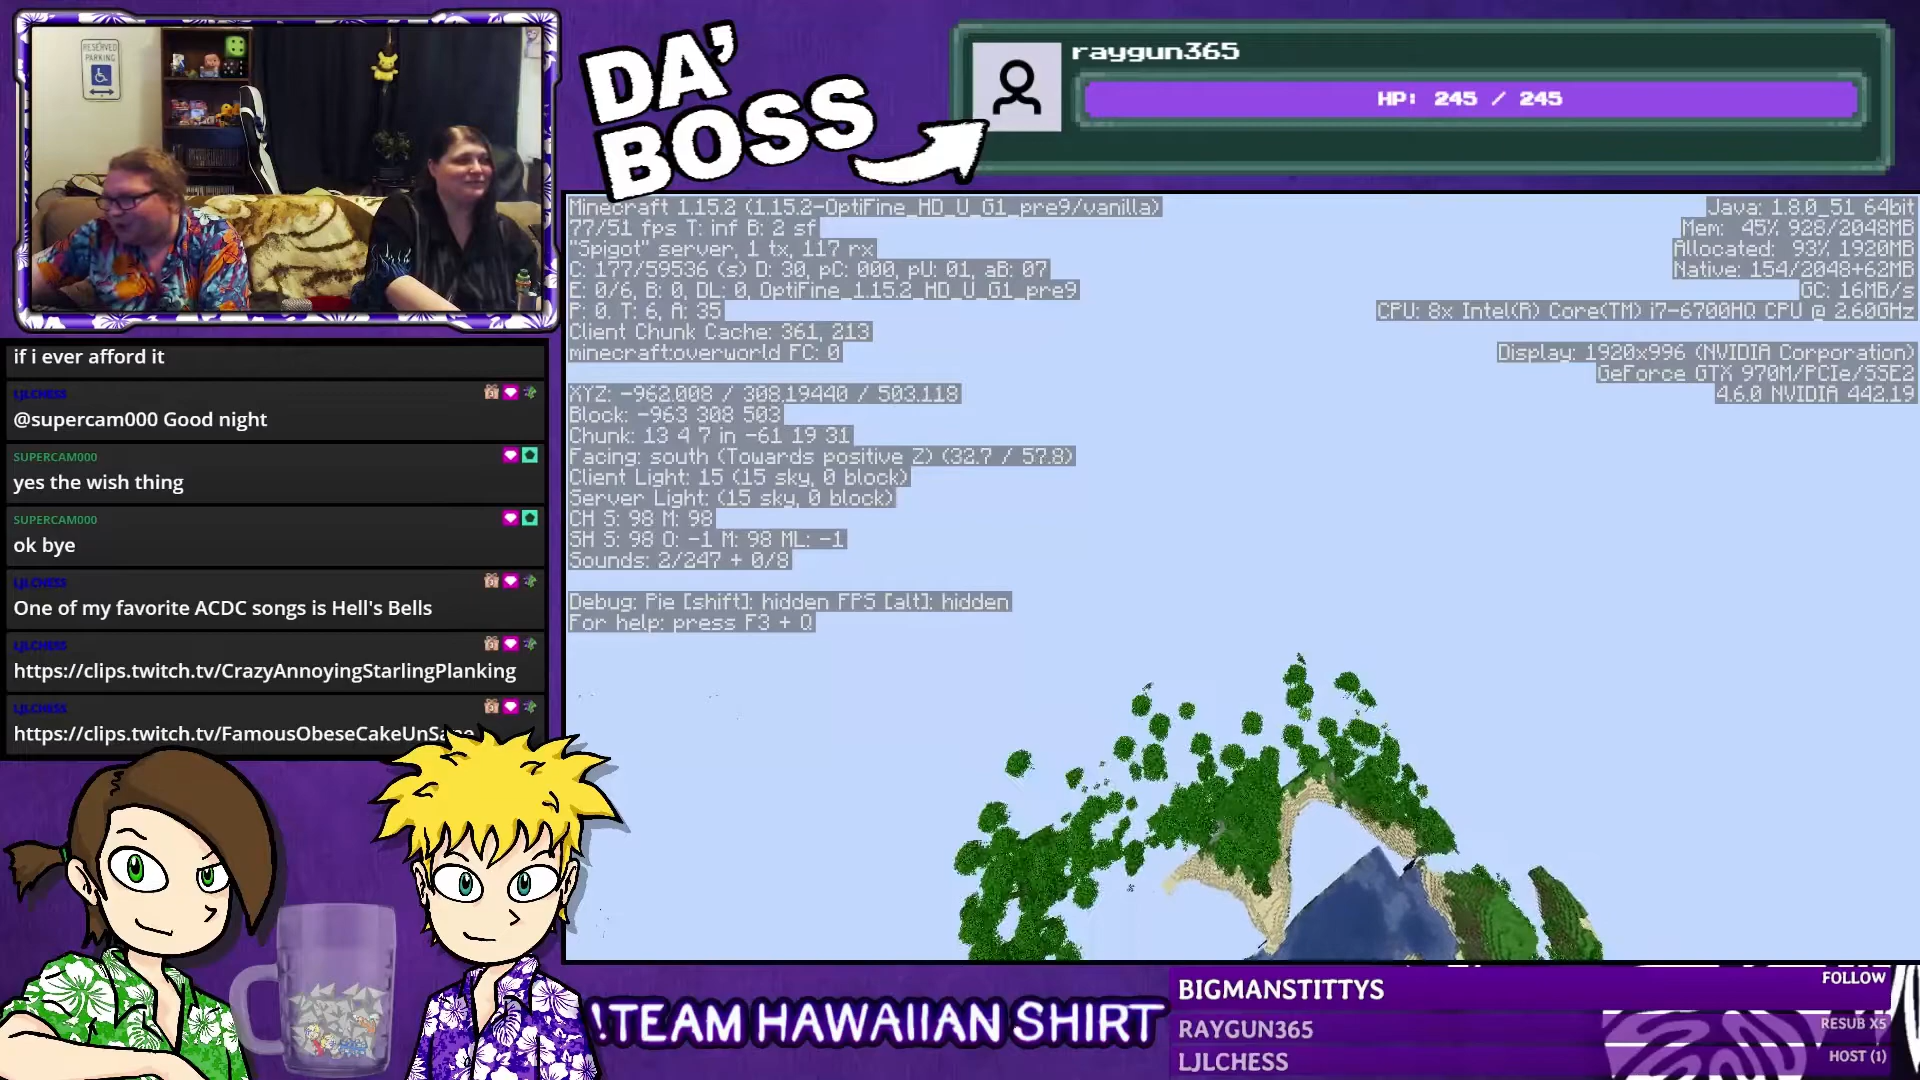 RESERVED
PARKING
DA'
BOSS
raygun365
HP: 245 / 245
if i ever afford it
LJLCHESS
@supercam000 Good night
SUPERCAM000
yes the wish thing
SUPERCAM000
ok bye
LJLCHESS
One of my favorite ACDC songs is Hell's Bells
LJLCHESS
https://clips.twitch.tv/CrazyAnnoyingStarlingPlanking
LJLCHESS
https://clips.twitch.tv/FamousObeseCakeUnSane
Minecraft 1.15.2 (1.15.2-OptiFine_HD_U_G1_pre9/vanilla)
77/51 fps T: inf B: 2 sf
"Spigot" server, 1 tx, 117 rx
C: 177/59536 (s) D: 30, pC: 000, pU: 01, aB: 07
E: 0/6, B: 0, DL: 0, OptiFine_1.15.2_HD_U_G1_pre9
P: 0. T: 6, A: 35
Client Chunk Cache: 361, 213
minecraft:overworld FC: 0
XYZ: -962.008 / 308.19440 / 503.118
Block: -963 308 503
Chunk: 13 4 7 in -61 19 31
Facing: south (Towards positive Z) (32.7 / 57.8)
Client Light: 15 (15 sky, 0 block)
Server Light: (15 sky, 0 block)
CH S: 98 M: 98
SH S: 98 O: -1 M: 98 ML: -1
Sounds: 2/247 + 0/8
Debug: Pie [shift]: hidden FPS [alt]: hidden
For help: press F3 + Q
Java: 1.8.0_51 64bit
Mem: 45% 928/2048MB
Allocated: 93% 1920MB
Native: 154/2048+62MB
GC: 16MB/s
CPU: 8x Intel(R) Core(TM) i7-6700HQ CPU @ 2.60GHz
Display: 1920x996 (NVIDIA Corporation)
GeForce GTX 970M/PCIe/SSE2
4.6.0 NVIDIA 442.19
!TEAM HAWAIIAN SHIRT
BIGMANSTITTYS FOLLOW
RAYGUN365 RESUB X5
LJLCHESS HOST (1)